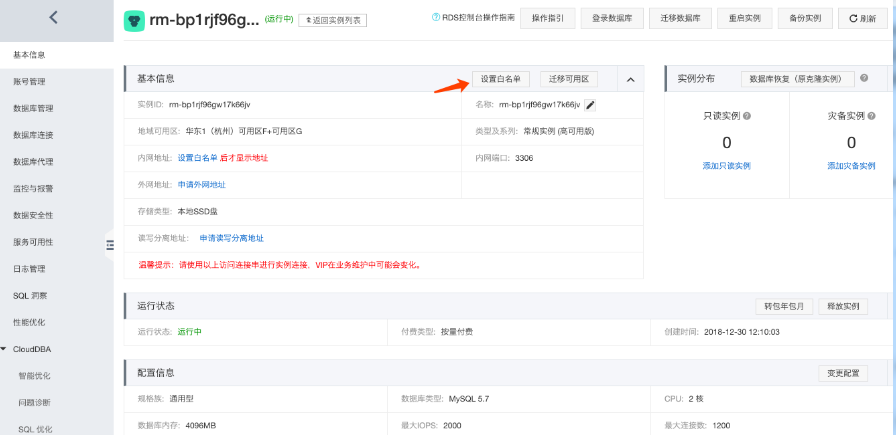 rm-bp1rjf96g... (运行中) 返回实例列表 RDS控制台操作指南 操作指引 登录数据库 迁移数据库 重启实例 备份实例 刷新
基本信息
账号管理
数据库管理
数据库连接
数据库代理
监控与报警
数据安全性
服务可用性
日志管理
SQL 洞察
性能优化
CloudDBA
智能优化
问题诊断
SQL 优化
基本信息 设置白名单 迁移可用区
实例ID: rm-bp1rjf96gw17k66jv 名称: rm-bp1rjf96gw17k66jv
地域可用区: 华东1（杭州）可用区F+可用区G 类型及系列: 常规实例 (高可用版)
内网地址: 设置白名单 后才显示地址 内网端口: 3306
外网地址: 申请外网地址
存储类型: 本地SSD盘
读写分离地址: 申请读写分离地址
温馨提示：请使用以上访问连接串进行实例连接，VIP在业务维护中可能会变化。
实例分布 数据库恢复（原克隆实例）
只读实例 灾备实例
0 0
添加只读实例 添加灾备实例
运行状态 转包年包月 释放实例
运行状态: 运行中 付费类型: 按量付费 创建时间: 2018-12-30 12:10:03
配置信息 变更配置
规格族: 通用型 数据库类型: MySQL 5.7 CPU: 2 核
数据库内存: 4096MB 最大IOPS: 2000 最大连接数: 1200